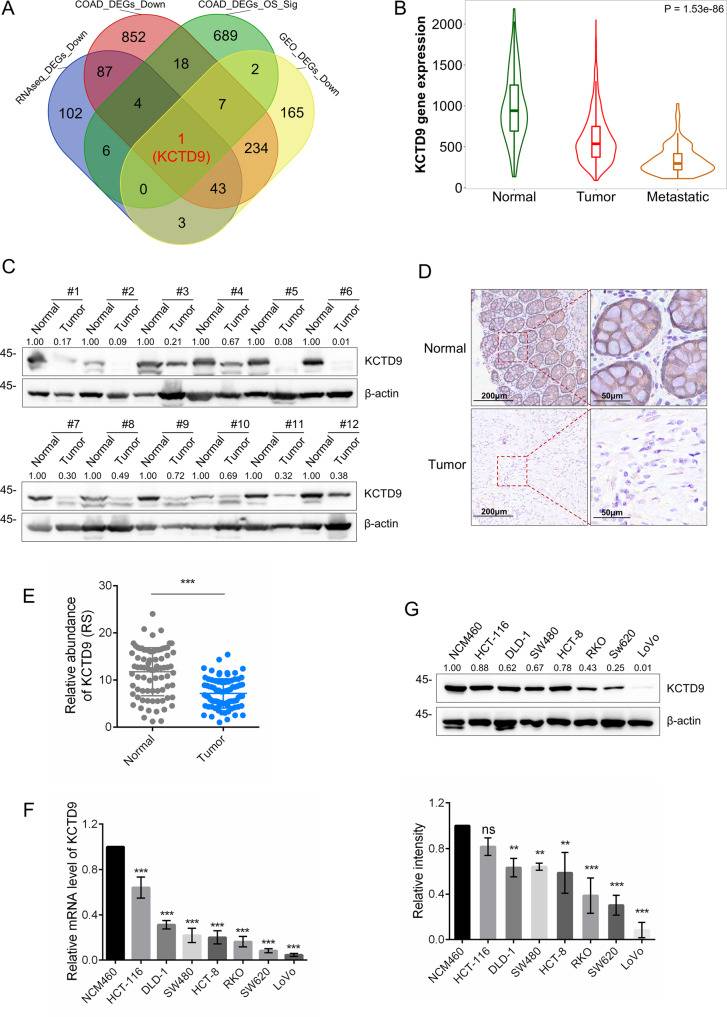 A
COAD_DEGs_Down
COAD_DEGs_OS_Sig
RNAseq_DEGs_Down
GEO_DEGs_Down
852
689
87
18
2
102
4
7
165
1
(KCTD9)
6
234
0
43
3
B
P = 1.53e-86
KCTD9 gene expression
2000
1500
1000
500
0
Normal
Tumor
Metastatic
C
#1 #2 #3 #4 #5 #6
Normal Tumor Normal Tumor Normal Tumor Normal Tumor Normal Tumor Normal Tumor
1.00 0.17 1.00 0.09 1.00 0.21 1.00 0.67 1.00 0.08 1.00 0.01
45-
KCTD9
45-
β-actin
#7 #8 #9 #10 #11 #12
Normal Tumor Normal Tumor Normal Tumor Normal Tumor Normal Tumor Normal Tumor
1.00 0.30 1.00 0.49 1.00 0.72 1.00 0.69 1.00 0.32 1.00 0.38
45-
KCTD9
45-
β-actin
D
Normal
200μm
50μm
Tumor
200μm
50μm
E
Relative abundance
of KCTD9 (RS)
30
20
10
0
***
Normal
Tumor
G
NCM460 HCT-116 DLD-1 SW480 HCT-8 RKO Sw620 LoVo
1.00 0.88 0.62 0.67 0.78 0.43 0.25 0.01
45-
KCTD9
45-
β-actin
F
Relative mRNA level of KCTD9
1.2
0.8
0.4
0.0
*** *** *** *** *** *** ***
NCM460 HCT-116 DLD-1 SW480 HCT-8 RKO SW620 LoVo
Relative intensity
1.2
0.8
0.4
0.0
ns ** ** ** *** *** ***
NCM460 HCT-116 DLD-1 SW480 HCT-8 RKO SW620 LoVo